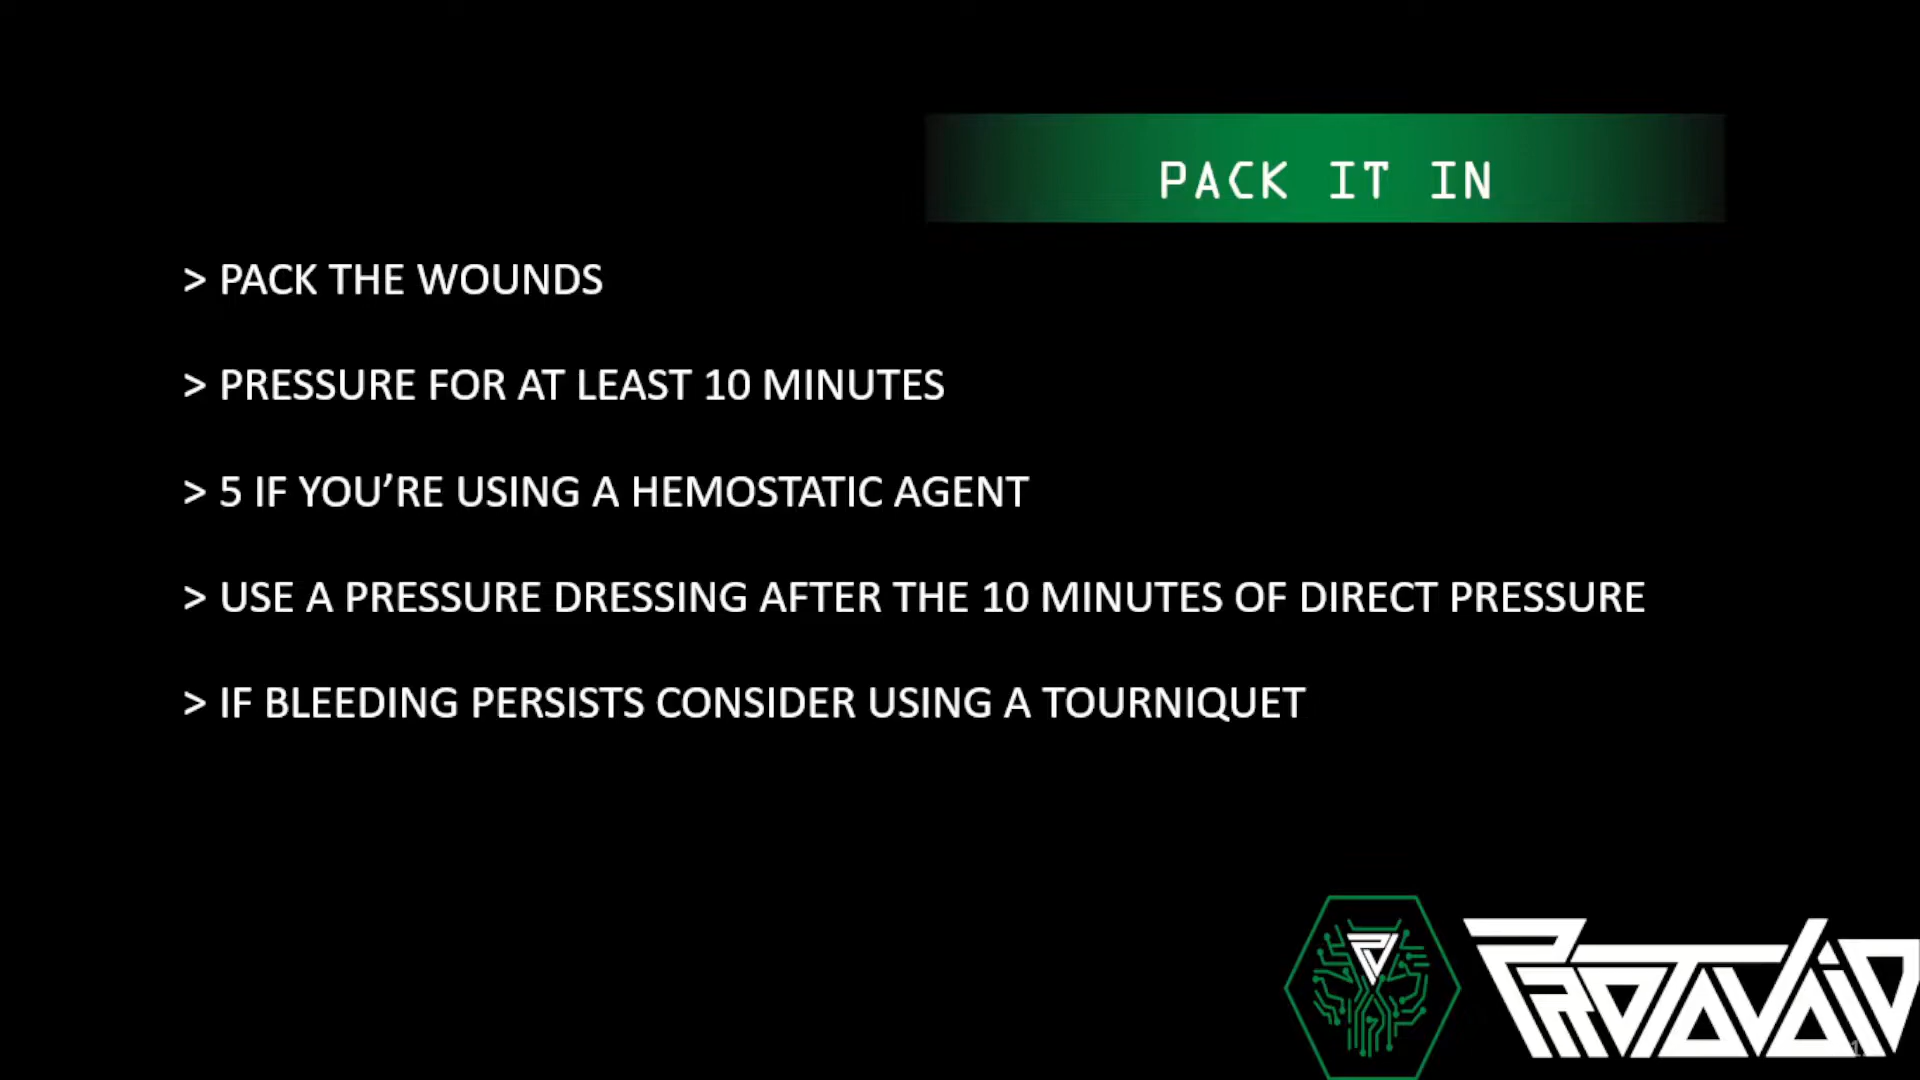 PACK IT IN
> PACK THE WOUNDS
> PRESSURE FOR AT LEAST 10 MINUTES
> 5 IF YOU’RE USING A HEMOSTATIC AGENT
> USE A PRESSURE DRESSING AFTER THE 10 MINUTES OF DIRECT PRESSURE
> IF BLEEDING PERSISTS CONSIDER USING A TOURNIQUET